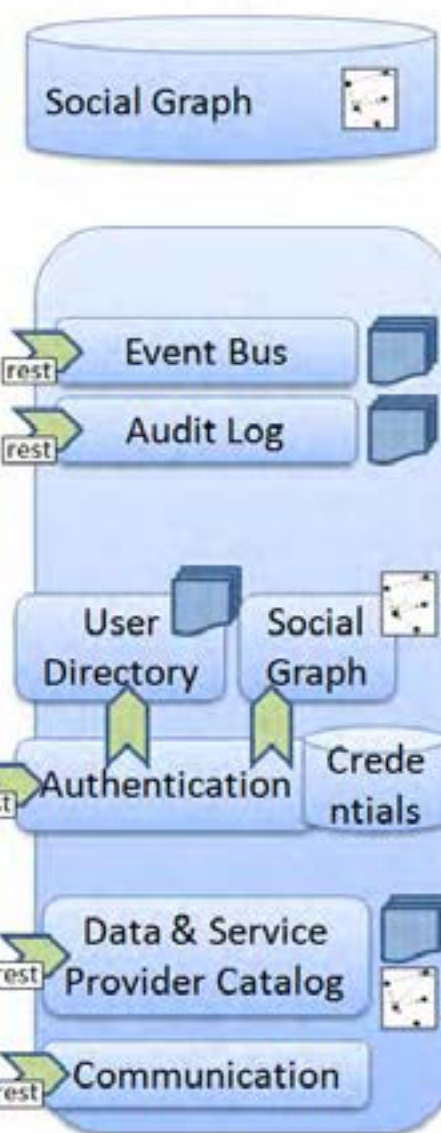 Social Graph
Event Bus
rest
Audit Log
rest
User
Directory
Social
Graph
Authentication
Crede
ntials
Data & Service
Provider Catalog
rest
Communication
rest